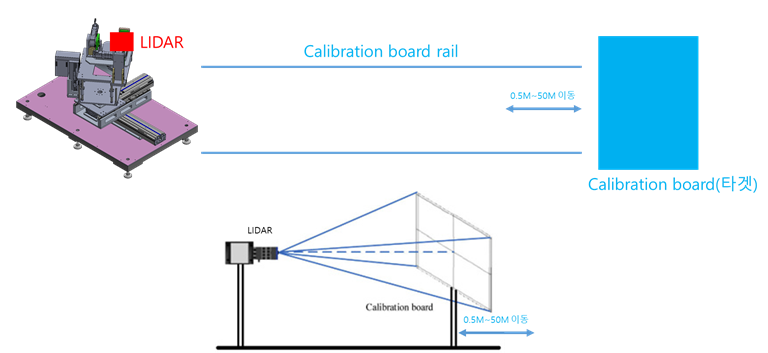 LIDAR
Calibration board rail
0.5M~50M 이동
Calibration board(타겟)
LIDAR
Calibration board
0.5M~50M 이동